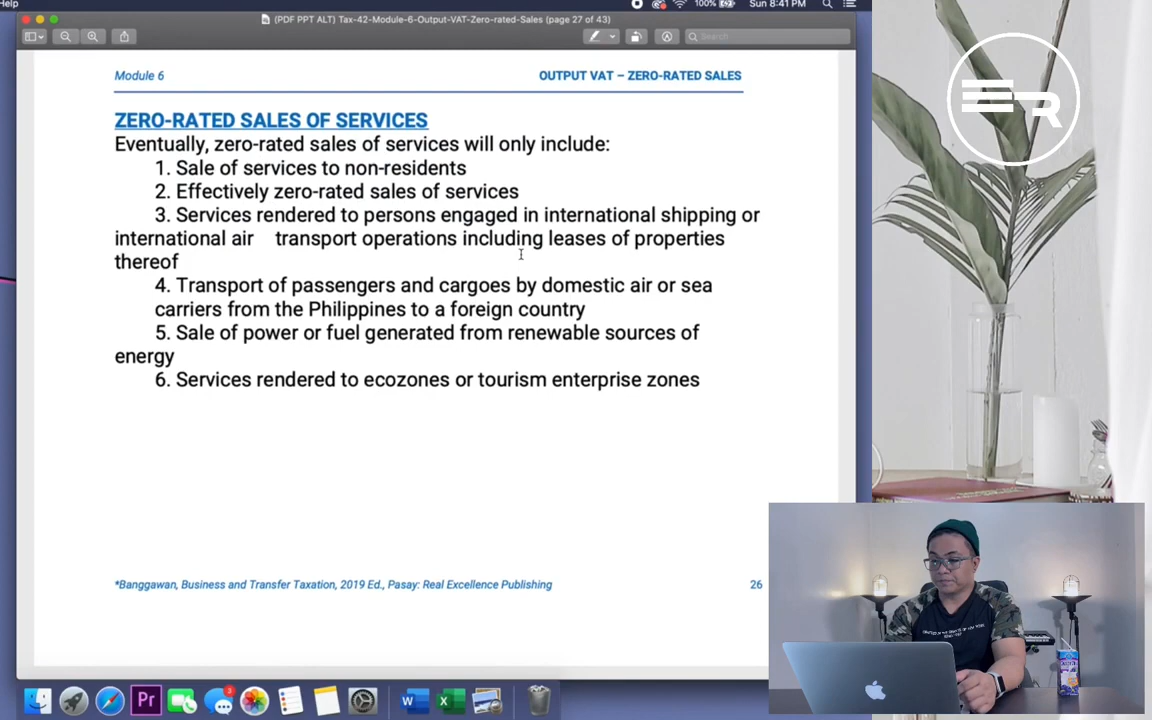 Help
100%
Sun 8:41 PM
(PDF PPT ALT) Tax-42-Module-6-Output-VAT-Zero-rated-Sales (page 27 of 43)
Search
Module 6
OUTPUT VAT – ZERO-RATED SALES
ZERO-RATED SALES OF SERVICES
Eventually, zero-rated sales of services will only include:
1. Sale of services to non-residents
2. Effectively zero-rated sales of services
3. Services rendered to persons engaged in international shipping or
international air transport operations including leases of properties
thereof
4. Transport of passengers and cargoes by domestic air or sea
carriers from the Philippines to a foreign country
5. Sale of power or fuel generated from renewable sources of
energy
6. Services rendered to ecozones or tourism enterprise zones
*Banggawan, Business and Transfer Taxation, 2019 Ed., Pasay: Real Excellence Publishing
26
ER
Pr
3
W
X